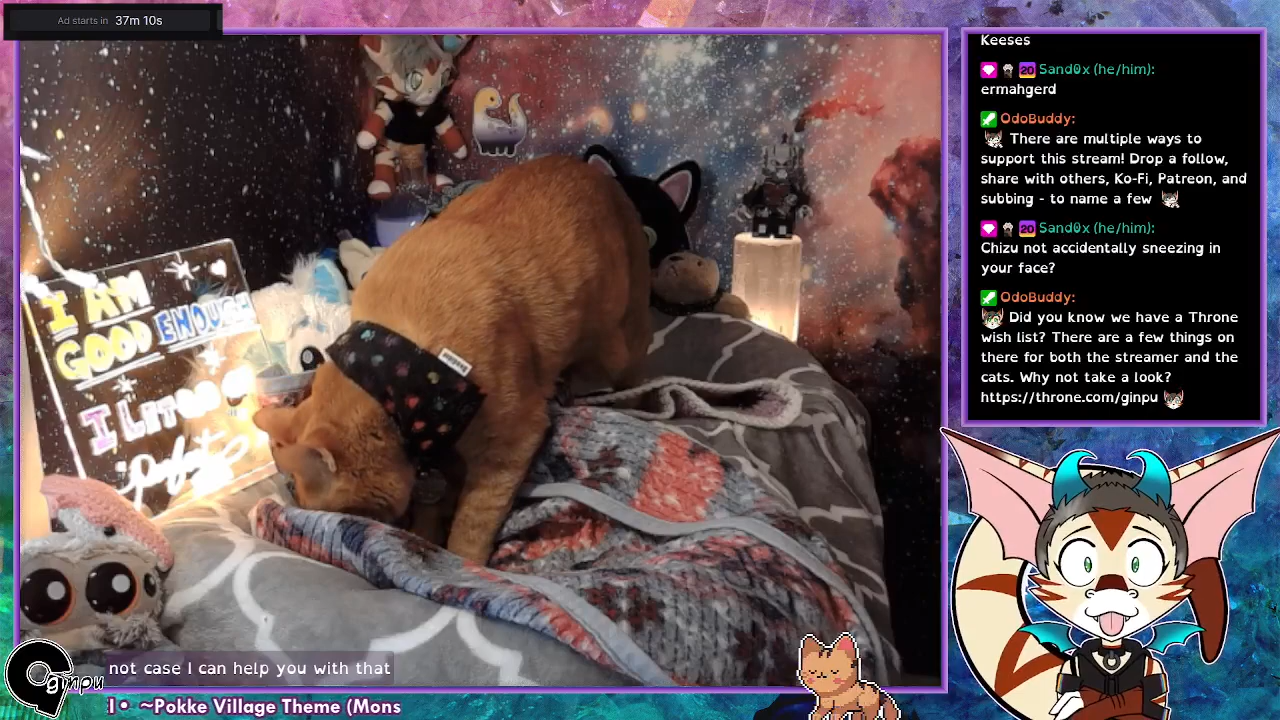 Ad starts in 37m 10s
Keeses
20 Sand0x (he/him):
ermahgerd
OdoBuddy:
There are multiple ways to
support this stream! Drop a follow,
share with others, Ko-Fi, Patreon, and
subbing - to name a few
20 Sand0x (he/him):
Chizu not accidentally sneezing in
your face?
OdoBuddy:
Did you know we have a Throne
wish list? There are a few things on
there for both the streamer and the
cats. Why not take a look?
https://throne.com/ginpu
I AM
GOOD ENOUGH
ginpu
not case I can help you with that
~Pokke Village Theme (Mons